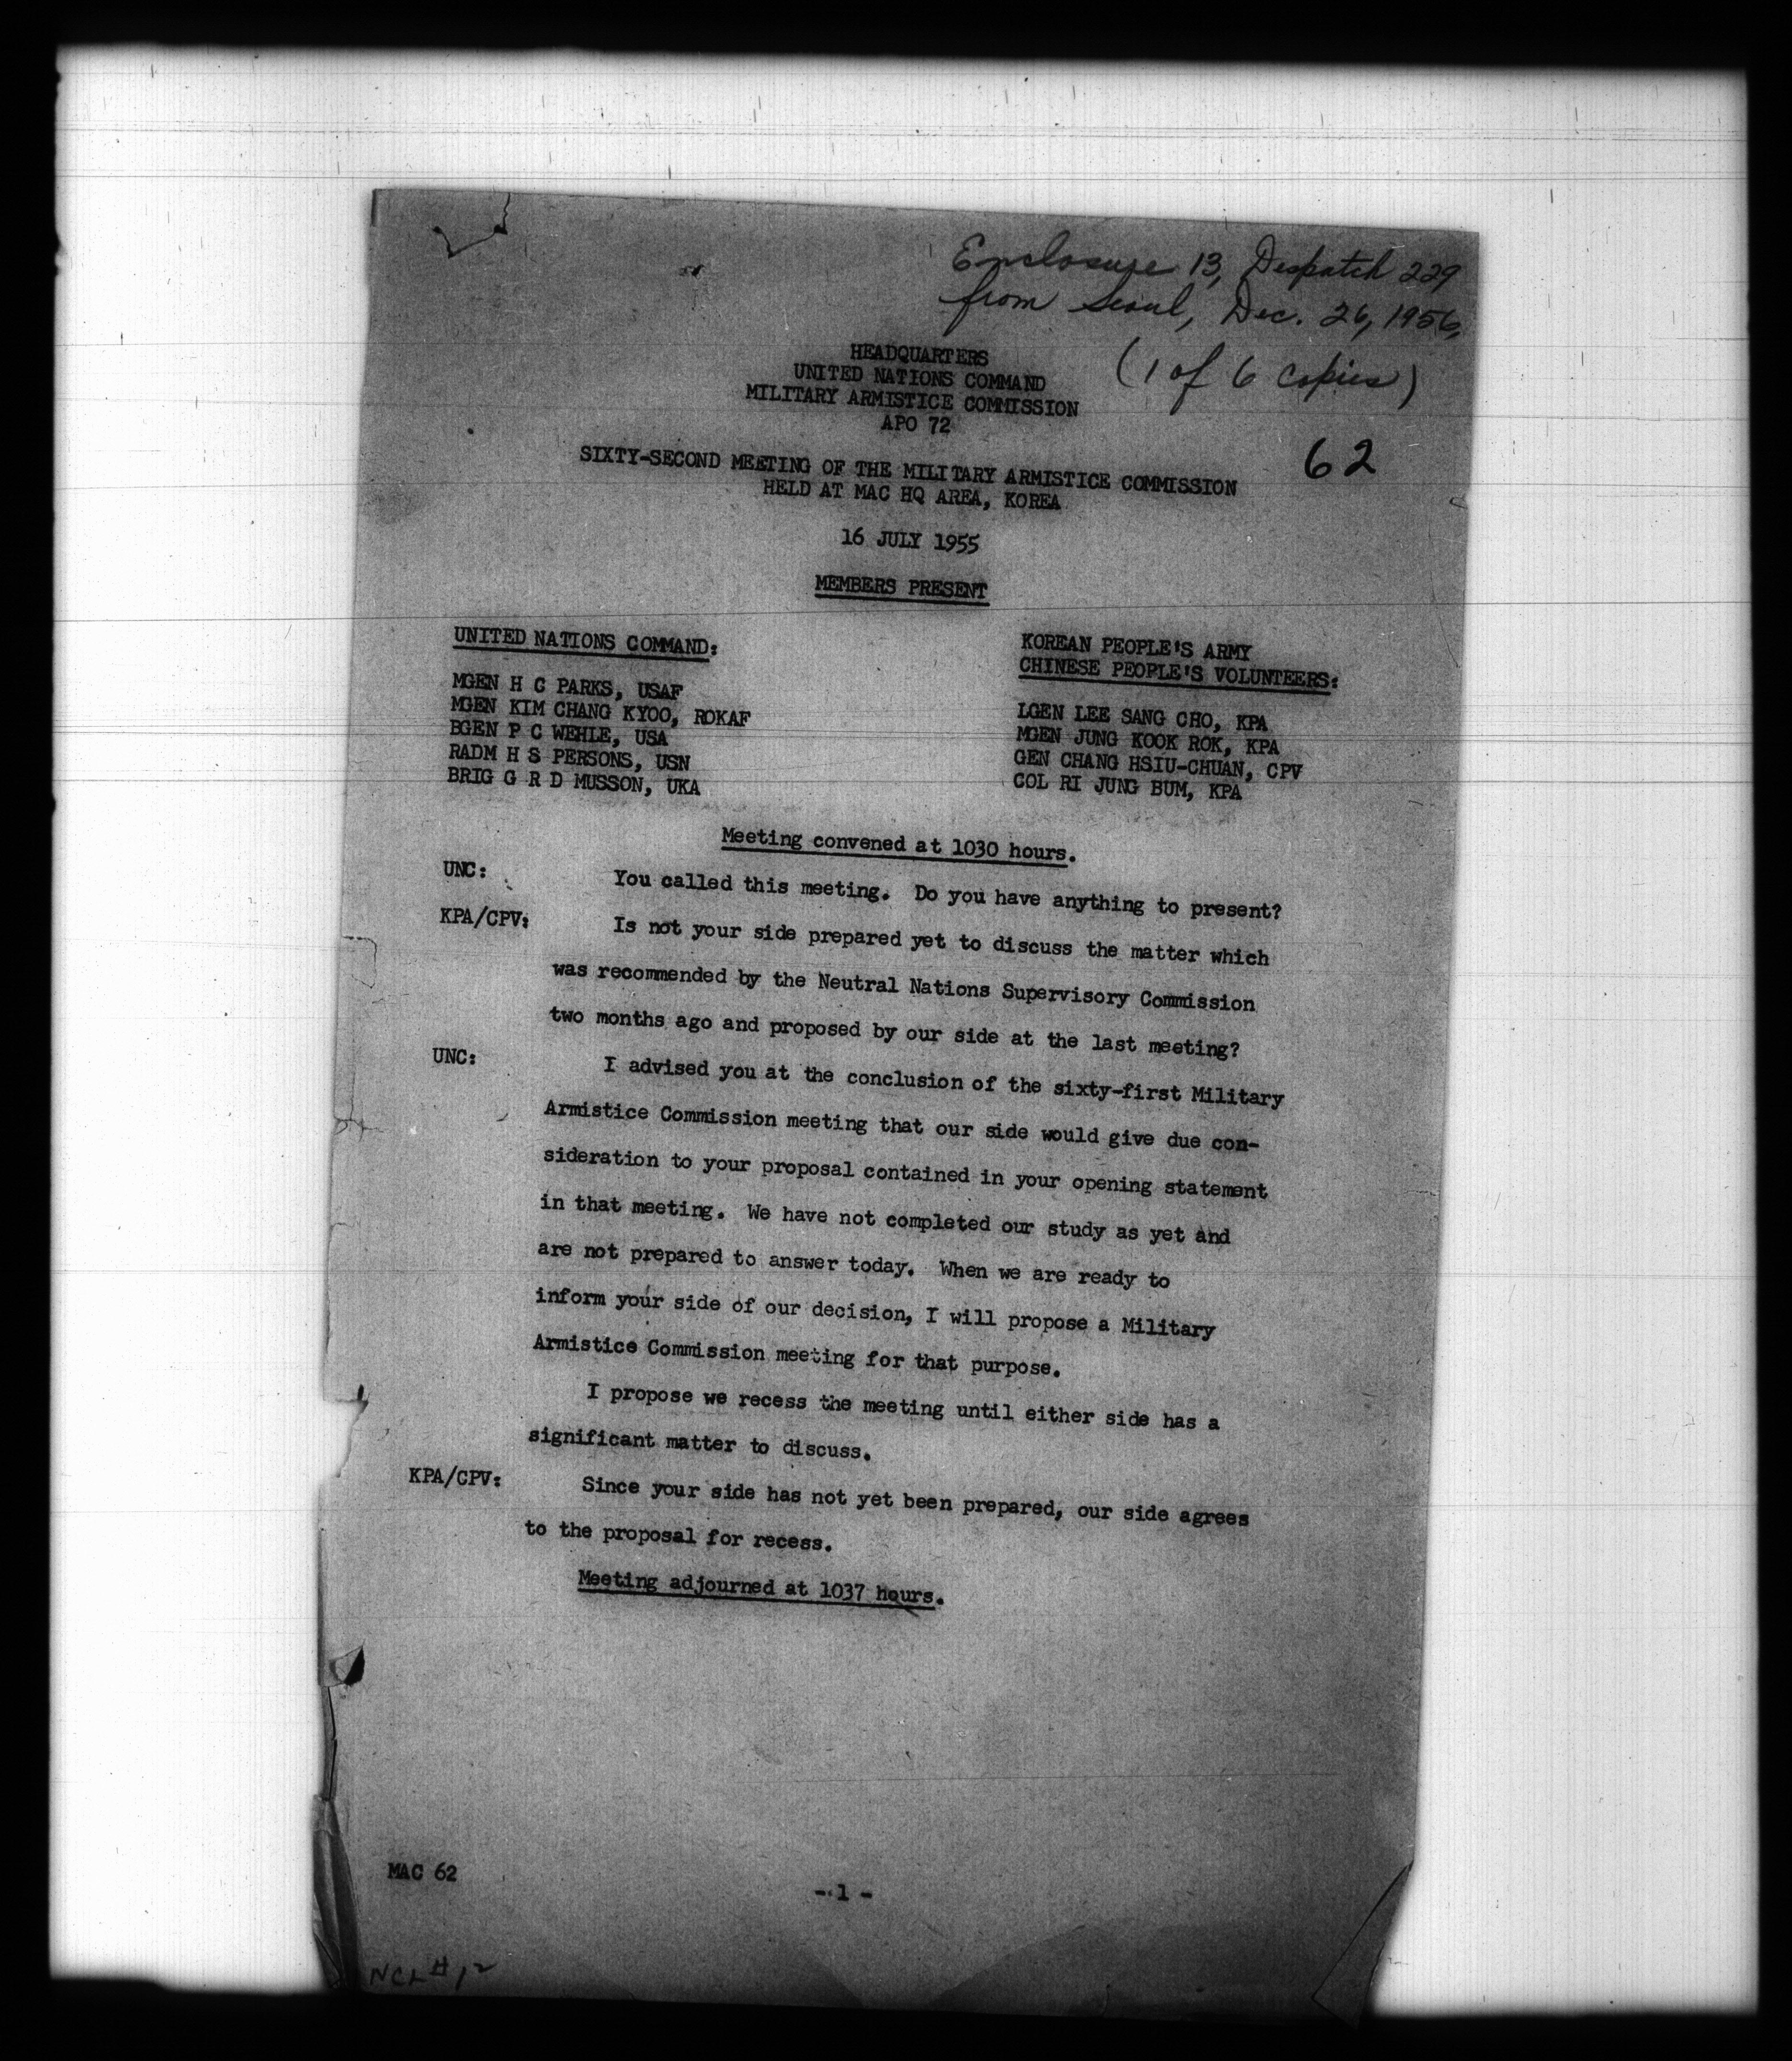 Enclosure 13, Despatch 229
from Seoul, Dec. 26, 1956,
(1 of 6 copies)
HEADQUARTERS
UNITED NATIONS COMMAND
MILITARY ARMISTICE COMMISSION
APO 72
62
SIXTY-SECOND MEETING OF THE MILITARY ARMISTICE COMMISSION
HELD AT MAC HQ AREA, KOREA
16 JULY 1955
MEMBERS PRESENT
UNITED NATIONS COMMAND:
MGEN H C PARKS, USAF
MGEN KIM CHANG KYOO, ROKAF
BGEN P C WEHLE, USA
RADM H S PERSONS, USN
BRIG G R D MUSSON, UKA
KOREAN PEOPLE'S ARMY
CHINESE PEOPLE'S VOLUNTEERS:
LGEN LEE SANG CHO, KPA
MGEN JUNG KOOK ROK, KPA
GEN CHANG HSIU-CHUAN, CPV
COL RI JUNG BUM, KPA
Meeting convened at 1030 hours.
UNC: You called this meeting. Do you have anything to present?
KPA/CPV: Is not your side prepared yet to discuss the matter which
was recommended by the Neutral Nations Supervisory Commission
two months ago and proposed by our side at the last meeting?
UNC: I advised you at the conclusion of the sixty-first Military
Armistice Commission meeting that our side would give due con-
sideration to your proposal contained in your opening statement
in that meeting. We have not completed our study as yet and
are not prepared to answer today. When we are ready to
inform your side of our decision, I will propose a Military
Armistice Commission meeting for that purpose.
I propose we recess the meeting until either side has a
significant matter to discuss.
KPA/CPV: Since your side has not yet been prepared, our side agrees
to the proposal for recess.
Meeting adjourned at 1037 hours.
MAC 62
- 1 -
NCL #12